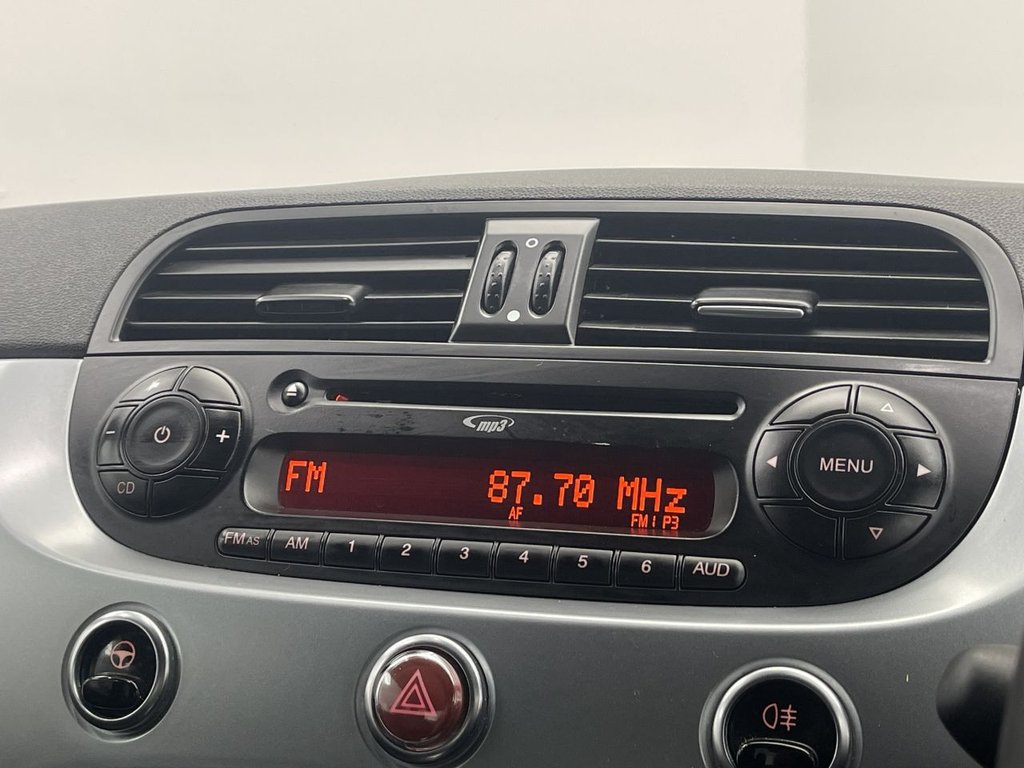 mp3
FM 87.70 MHz
AF FM1 P3
CD
MENU
FMAS AM 1 2 3 4 5 6 AUD